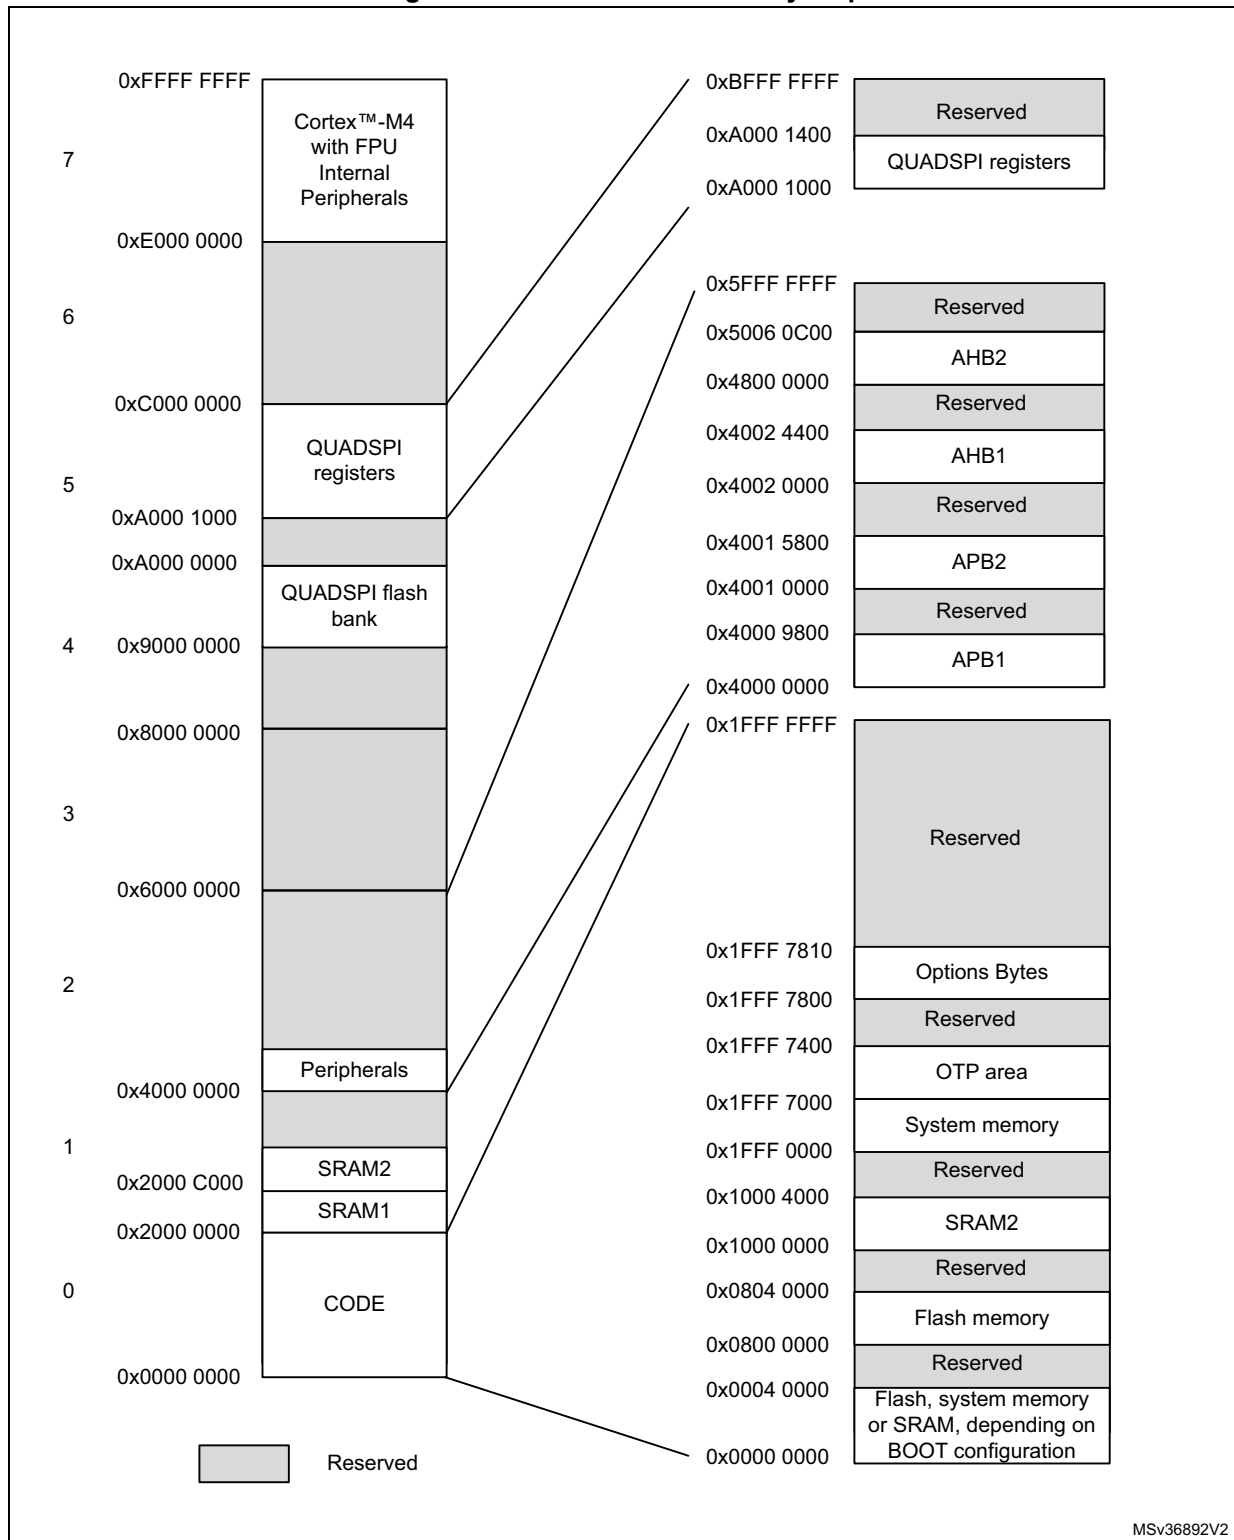 0xFFFF FFFF
Cortex™-M4
with FPU
Internal
Peripherals
7
0xE000 0000
6
0xC000 0000
QUADSPI
registers
5
0xA000 1000
0xA000 0000
QUADSPI flash
bank
4
0x9000 0000
0x8000 0000
3
0x6000 0000
2
Peripherals
0x4000 0000
1
SRAM2
0x2000 C000
SRAM1
0x2000 0000
0
CODE
0x0000 0000
Reserved
0xBFFF FFFF
Reserved
0xA000 1400
QUADSPI registers
0xA000 1000
0x5FFF FFFF
Reserved
0x5006 0C00
AHB2
0x4800 0000
Reserved
0x4002 4400
AHB1
0x4002 0000
Reserved
0x4001 5800
APB2
0x4001 0000
Reserved
0x4000 9800
APB1
0x4000 0000
0x1FFF FFFF
Reserved
0x1FFF 7810
Options Bytes
0x1FFF 7800
Reserved
0x1FFF 7400
OTP area
0x1FFF 7000
System memory
0x1FFF 0000
Reserved
0x1000 4000
SRAM2
0x1000 0000
Reserved
0x0804 0000
Flash memory
0x0800 0000
Reserved
0x0004 0000
Flash, system memory
or SRAM, depending on
BOOT configuration
0x0000 0000
MSv36892V2